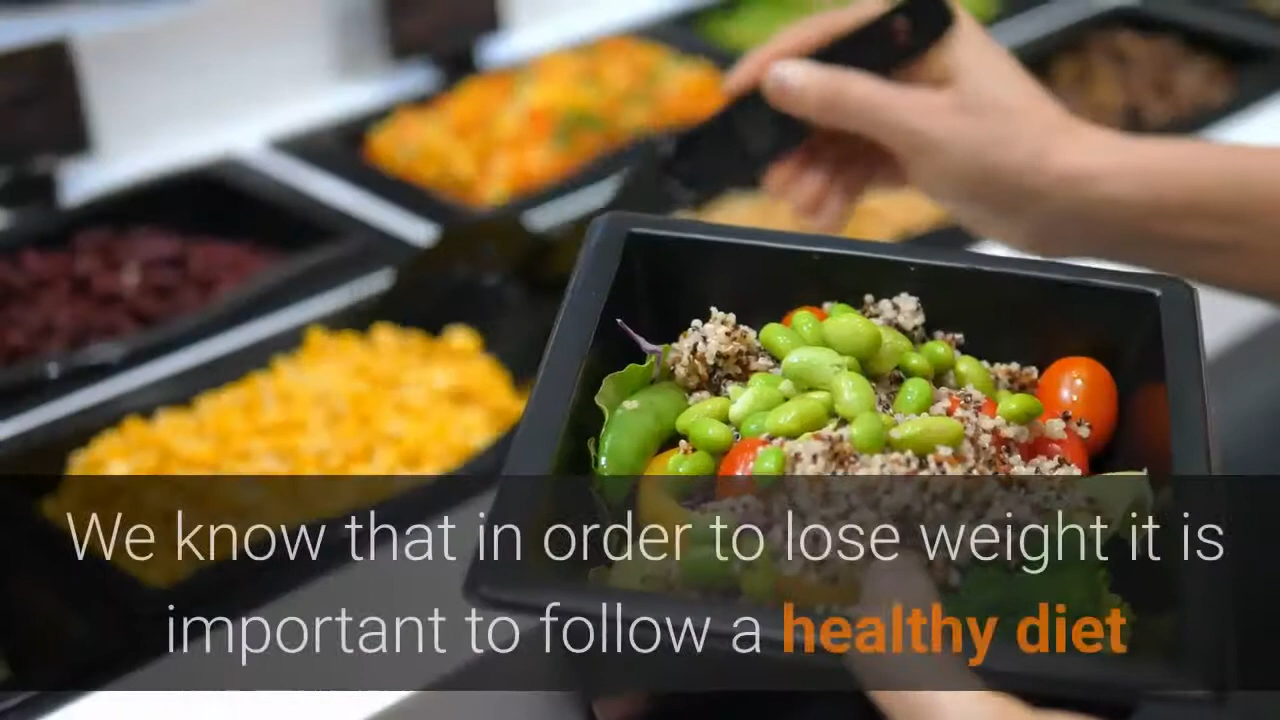 We know that in order to lose weight it is
important to follow a healthy diet